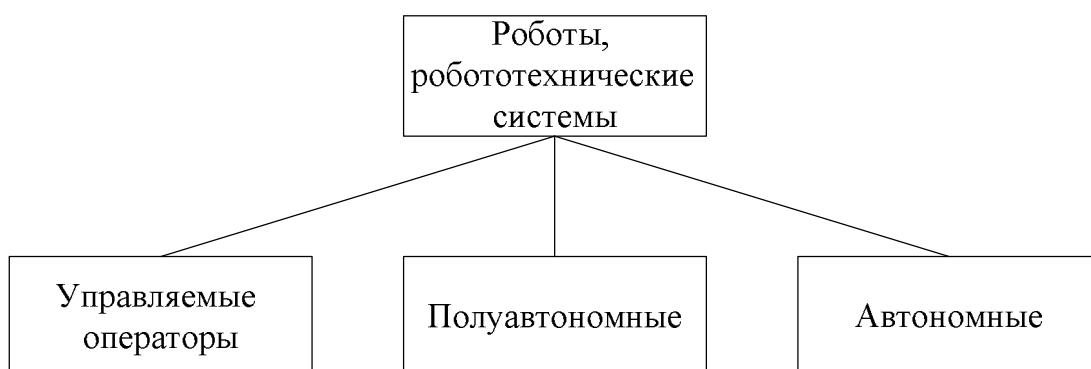 Роботы,
робототехнические
системы
Управляемые
операторы
Полуавтономные
Автономные